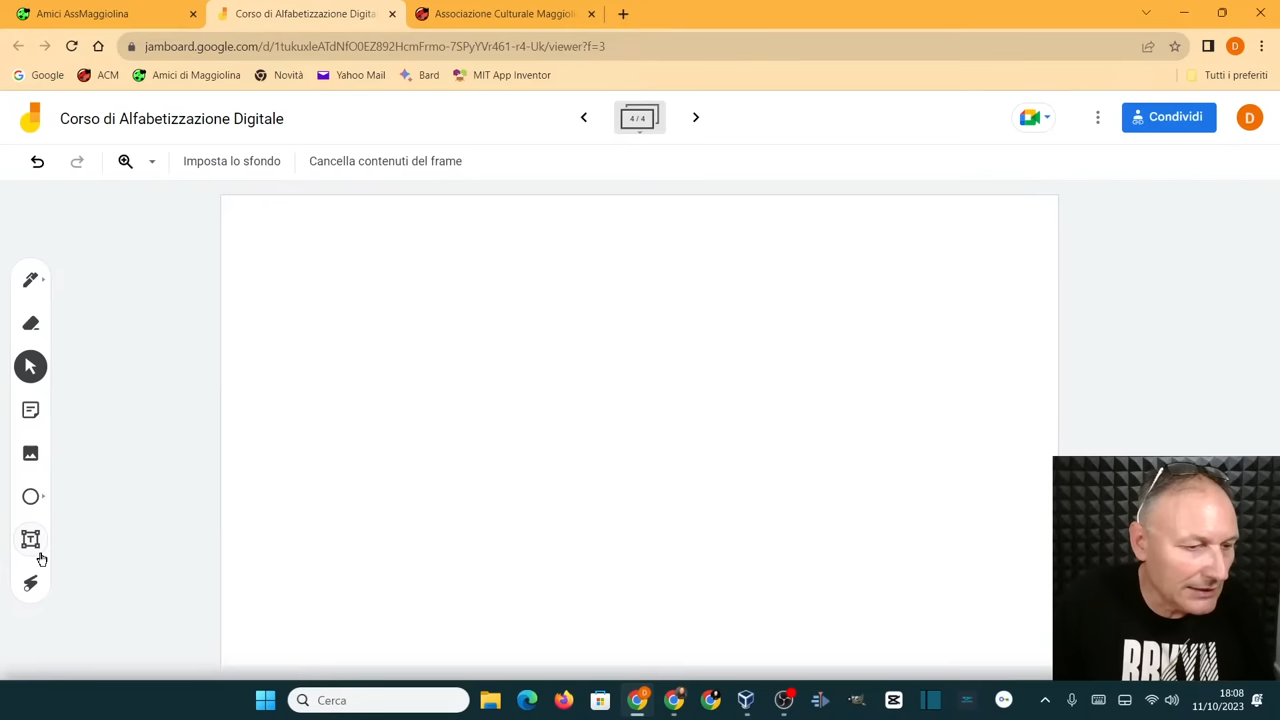 Amici AssMaggiolina
Corso di Alfabetizzazione Digita
Associazione Culturale Maggiolin
jamboard.google.com/d/1tukuxleATdNfO0EZ892HcmFrmo-7SPyYVr461-r4-Uk/viewer?f=3
D
Google
ACM
Amici di Maggiolina
Novità
Yahoo Mail
Bard
MIT App Inventor
Tutti i preferiti
Corso di Alfabetizzazione Digitale
4 / 4
Condividi
D
Imposta lo sfondo
Cancella contenuti del frame
T
BRKYN
Cerca
D
18:08
11/10/2023